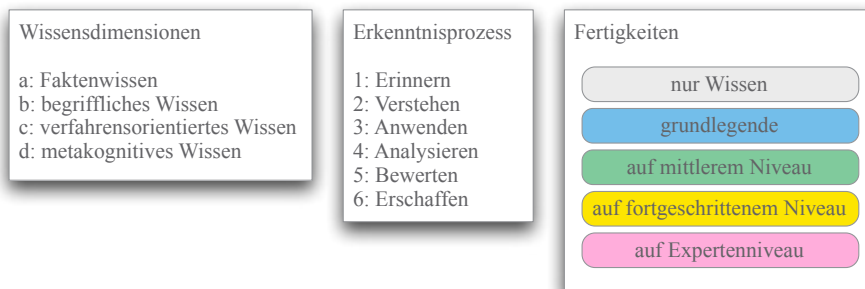 Wissensdimensionen
a: Faktenwissen
b: begriffliches Wissen
c: verfahrensorientiertes Wissen
d: metakognitives Wissen
Erkenntnisprozess
1: Erinnern
2: Verstehen
3: Anwenden
4: Analysieren
5: Bewerten
6: Erschaffen
Fertigkeiten
nur Wissen
grundlegende
auf mittlerem Niveau
auf fortgeschrittenem Niveau
auf Expertenniveau